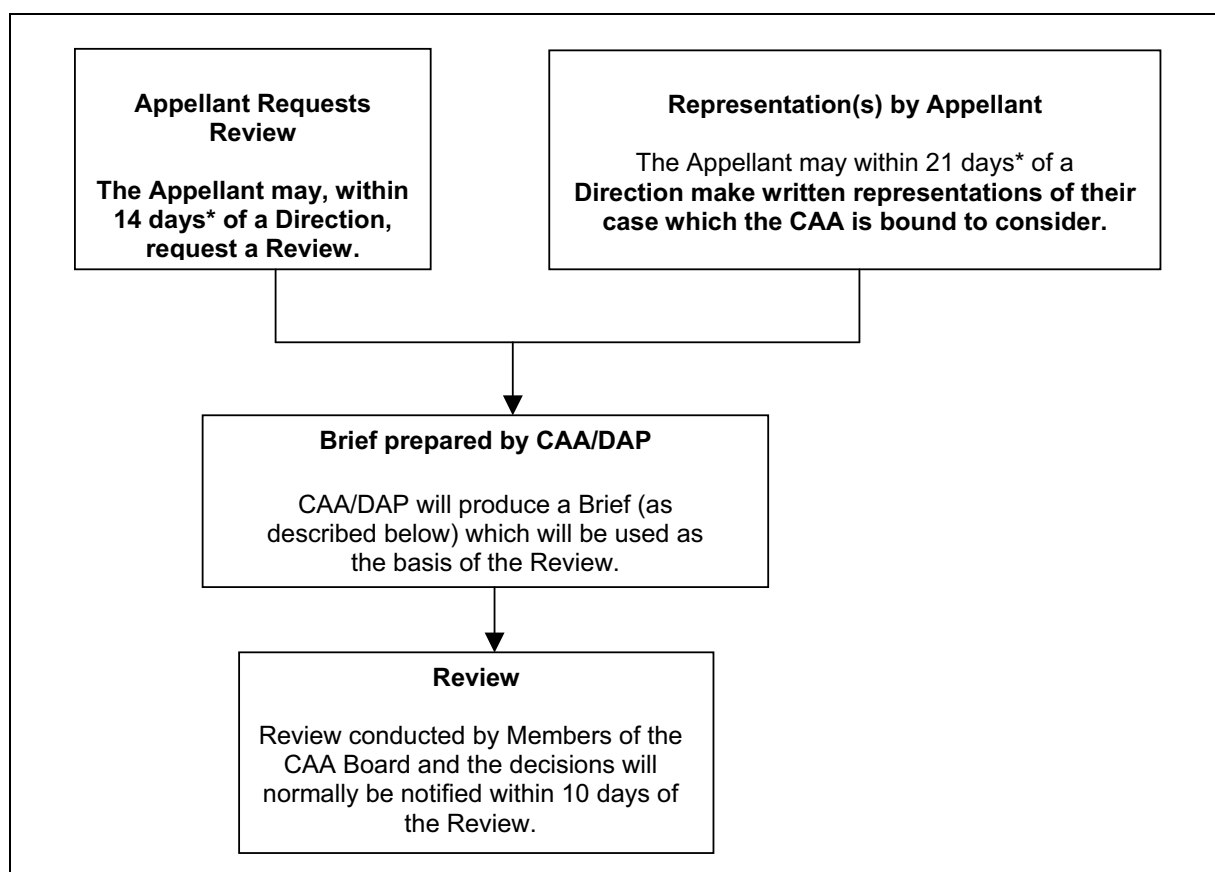 Appellant Requests
Review
The Appellant may, within
14 days* of a Direction,
request a Review.
Representation(s) by Appellant
The Appellant may within 21 days* of a
Direction make written representations of their
case which the CAA is bound to consider.
Brief prepared by CAA/DAP
CAA/DAP will produce a Brief (as
described below) which will be used as
the basis of the Review.
Review
Review conducted by Members of the
CAA Board and the decisions will
normally be notified within 10 days of
the Review.